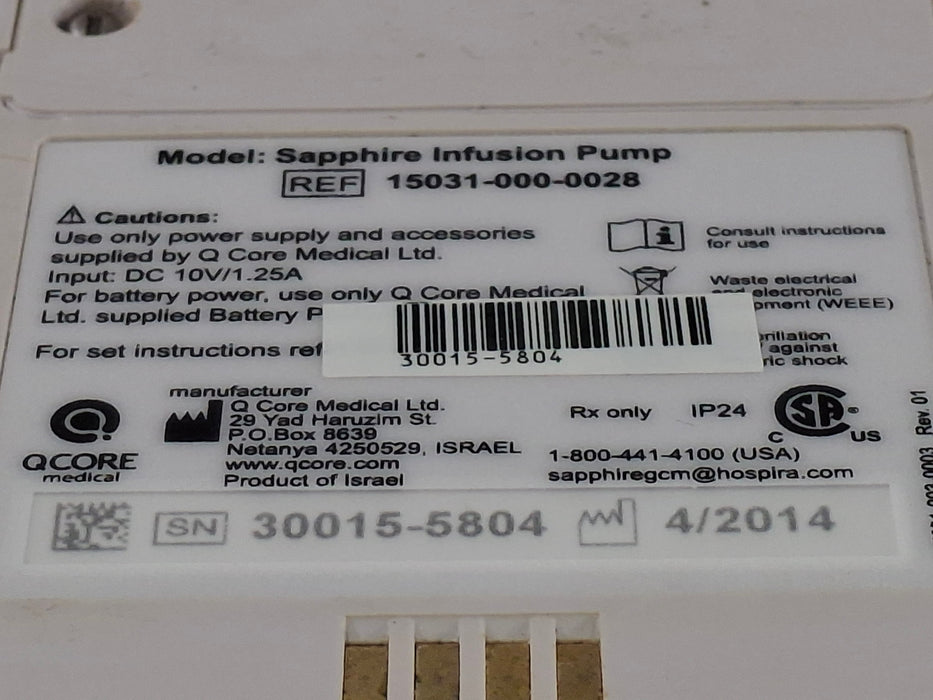 Model: Sapphire Infusion Pump
REF 15031-000-0028
Cautions:
Use only power supply and accessories
supplied by Q Core Medical Ltd.
Input: DC 10V/1.25A
For battery power, use only Q Core Medical
Ltd. supplied Battery P
For set instructions ref
Consult instructions
for use
Waste electrical
electronic
(WEEE)
against
shock
30015-5804
manufacturer
Q Core Medical Ltd.
29 Yad Haruzim St.
P.O.Box 8639
Netanya 4250529, ISRAEL
www.qcore.com
Product of Israel
QCORE
medical
Rx only IP24
CSA ®
C US
1-800-441-4100 (USA)
sapphiregcm@hospira.com
SN 30015-5804 4/2014
Rev. 01